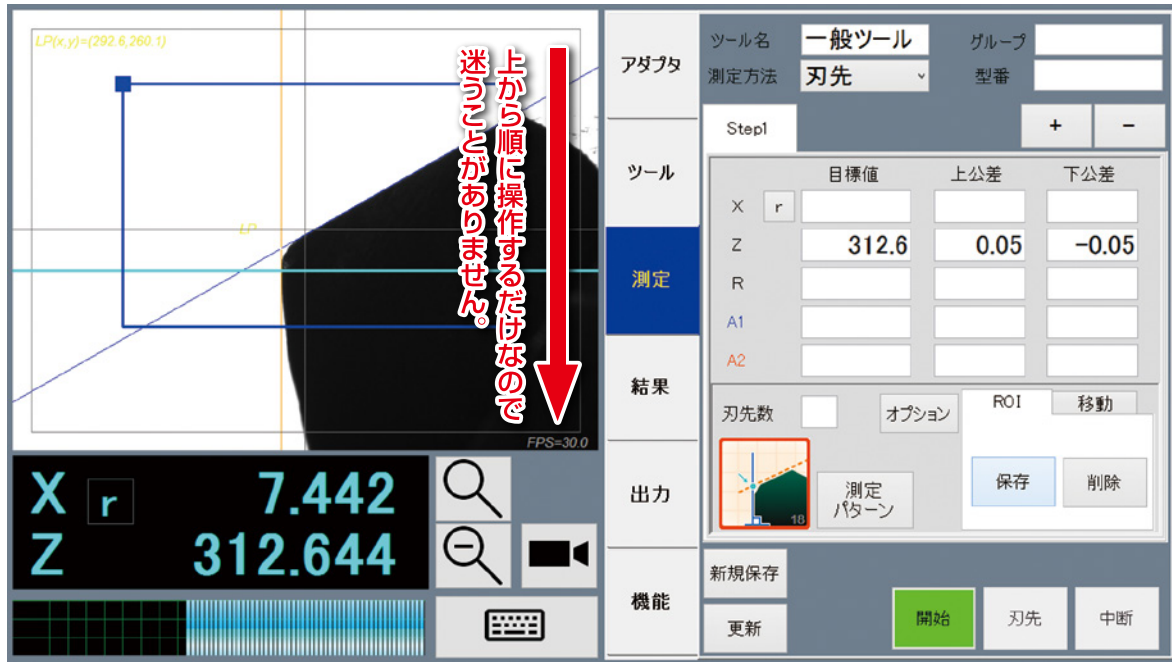 LP(x,y)=(292.6,260.1)
LP
FPS=30.0
上から順に操作するだけなので
迷うことがありません。
X r 7.442
Z 312.644
アダプタ
ツール
測定
結果
出力
機能
ツール名 一般ツール グループ
測定方法 刃先 型番
Step1 + −
目標値 上公差 下公差
X r
Z 312.6 0.05 −0.05
R
A1
A2
刃先数 オプション ROI 移動
18
測定
パターン
保存 削除
新規保存
更新
開始 刃先 中断